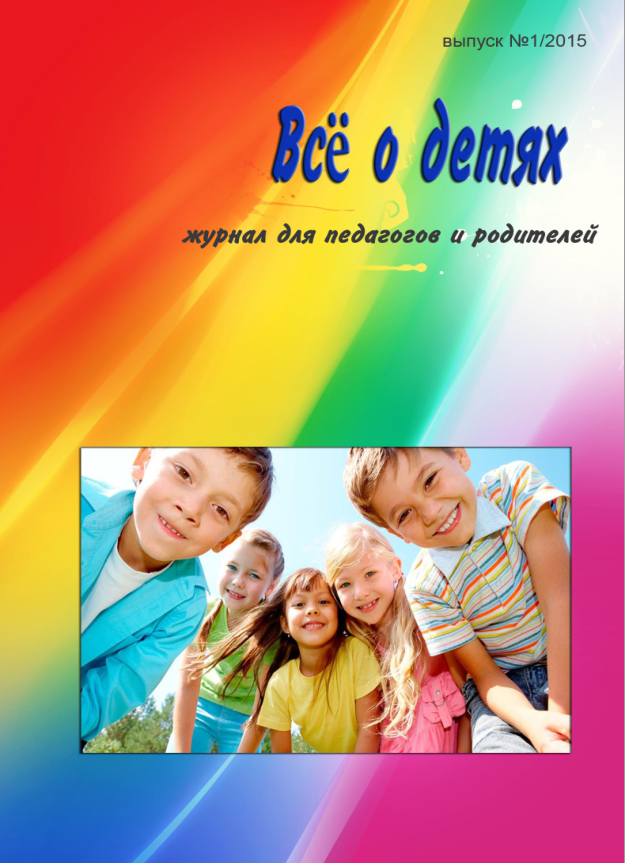 выпуск №1/2015
Всё о детях
журнал для педагогов и родителей